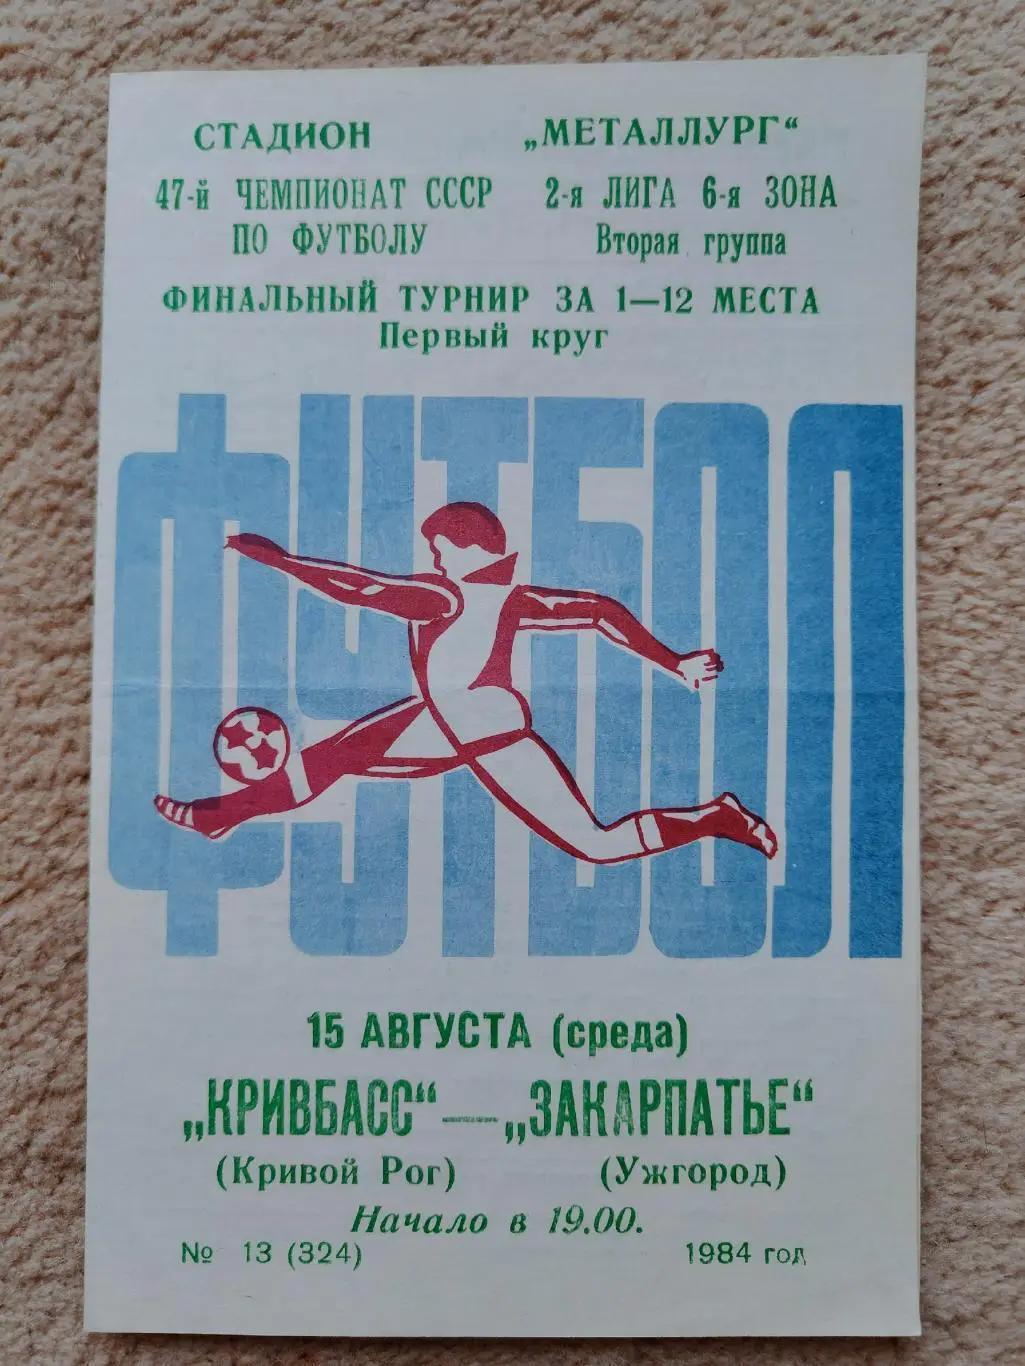 СТАДИОН „МЕТАЛЛУРГ“
47-й ЧЕМПИОНАТ СССР 2-я ЛИГА 6-я ЗОНА
ПО ФУТБОЛУ Вторая группа
ФИНАЛЬНЫЙ ТУРНИР ЗА 1—12 МЕСТА
Первый круг
ФУТБОЛ
15 АВГУСТА (среда)
„КРИВБАСС“ — „ЗАКАРПАТЬЕ“
(Кривой Рог) (Ужгород)
Начало в 19.00.
№ 13 (324) 1984 год